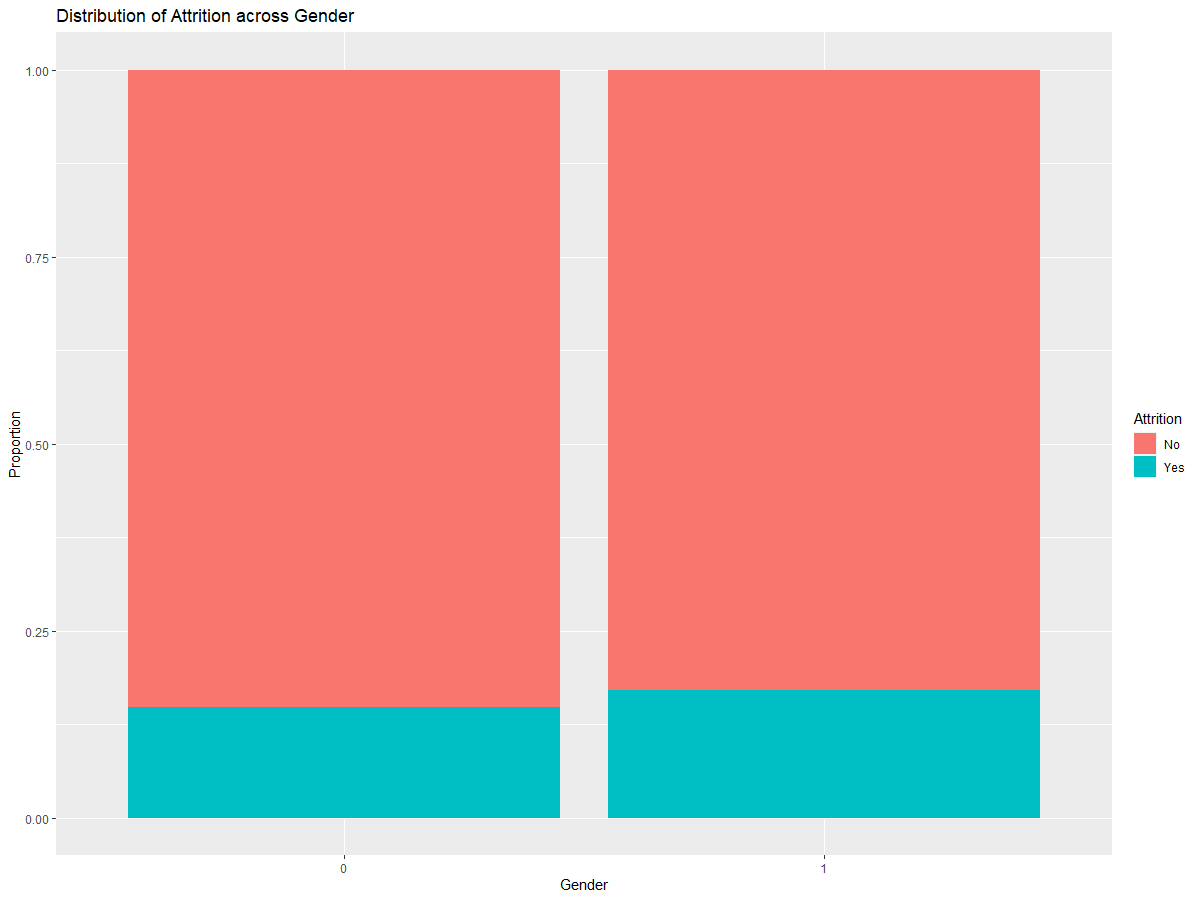 Distribution of Attrition across Gender
1.00
0.75
0.50
0.25
0.00
Proportion
0
1
Gender
Attrition
No
Yes